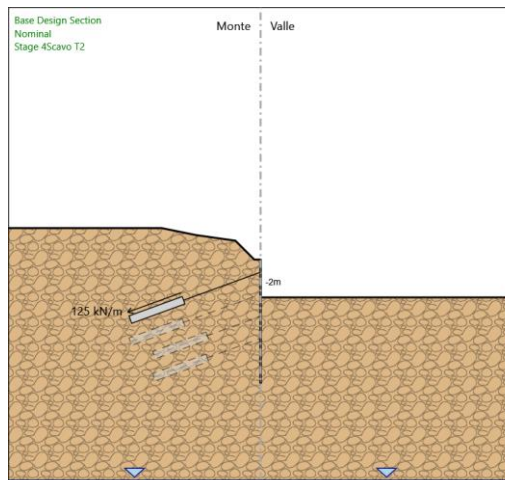 Base Design Section
Nominal
Stage 4Scavo T2
Monte
Valle
-2m
125 kN/m